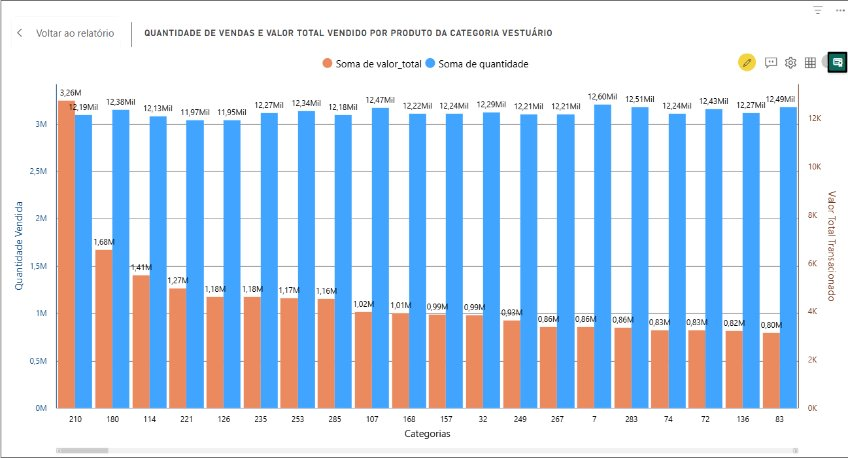 Voltar ao relatório
QUANTIDADE DE VENDAS E VALOR TOTAL VENDIDO POR PRODUTO DA CATEGORIA VESTUÁRIO
Soma de valor_total Soma de quantidade
3,26M 12,19Mil 1,68M 12,38Mil 1,41M 12,13Mil 1,27M 11,97Mil 1,18M 11,95Mil 1,18M 12,27Mil 1,17M 12,34Mil 1,16M 12,18Mil 1,02M 12,47Mil 1,01M 12,22Mil 0,99M 12,24Mil 0,99M 12,29Mil 0,93M 12,21Mil 0,86M 12,21Mil 0,86M 12,60Mil 0,86M 12,51Mil 0,83M 12,24Mil 0,83M 12,43Mil 0,82M 12,27Mil 0,80M 12,49Mil
3M
2,5M
2M
1,5M
1M
0,5M
0M
Quantidade Vendida
12K
10K
8K
6K
4K
2K
0K
Valor Total Transacionado
210 180 114 221 126 235 253 285 107 168 157 32 249 267 7 283 74 72 136 83
Categorias